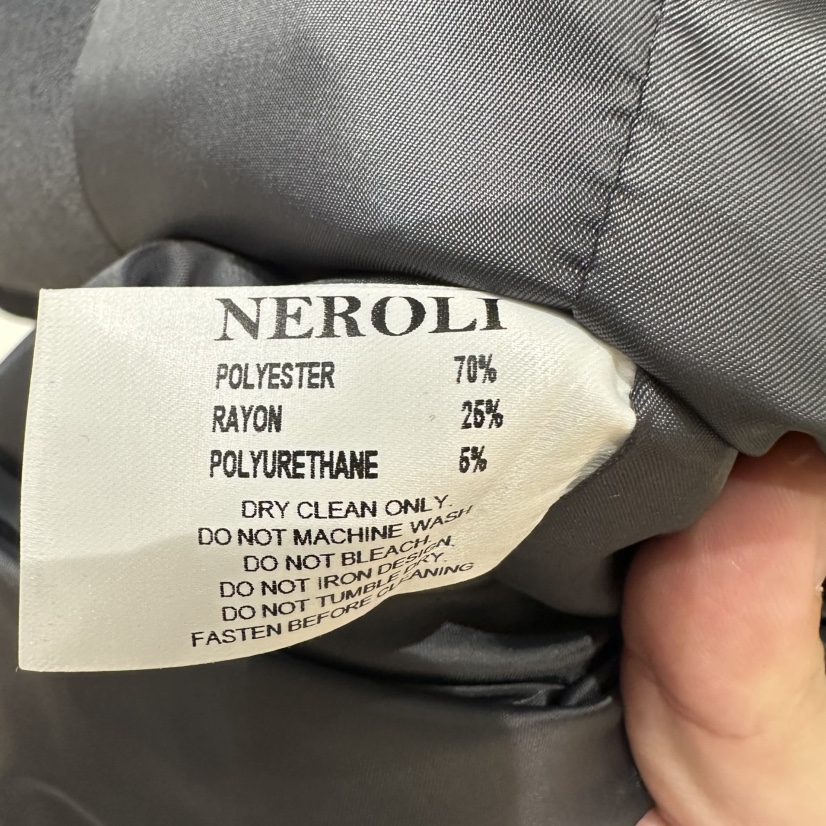 NEROLI
POLYESTER 70%
RAYON 25%
POLYURETHANE 5%
DRY CLEAN ONLY.
DO NOT MACHINE WASH
DO NOT BLEACH.
DO NOT IRON DESIGN.
DO NOT TUMBLE DRY.
FASTEN BEFORE CLEANING